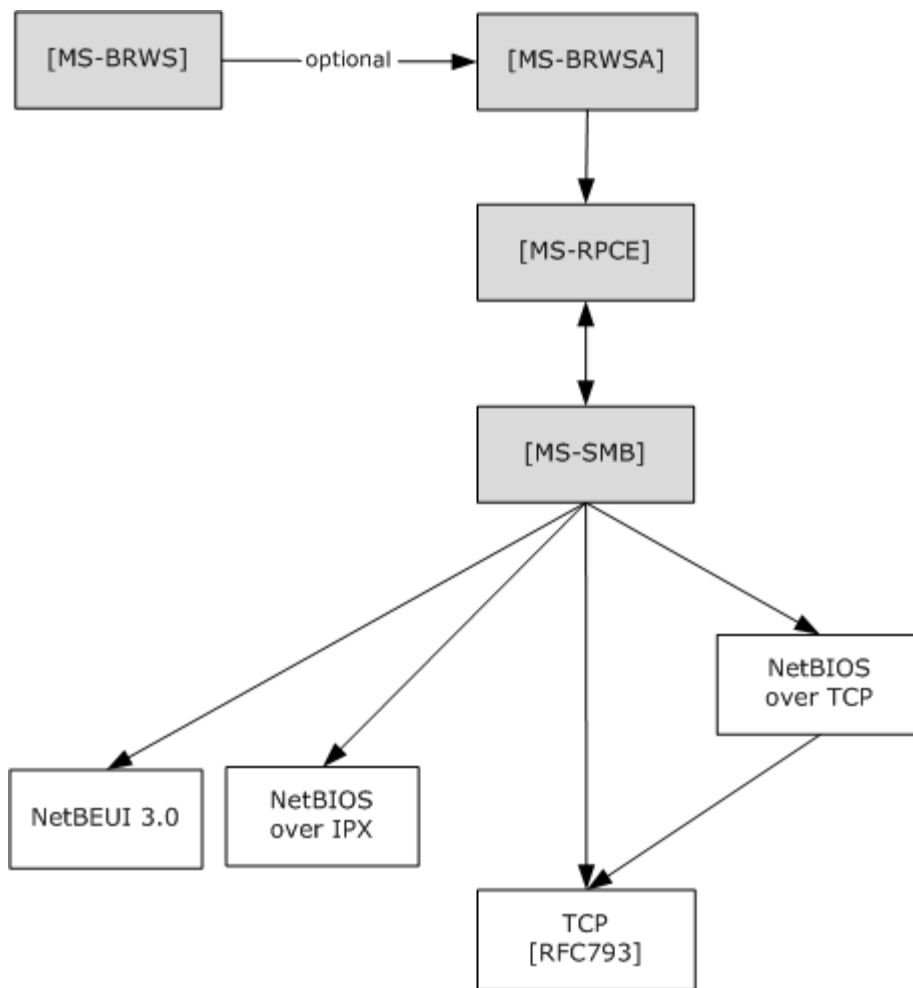 [MS-BRWS]
optional
[MS-BRWSA]
[MS-RPCE]
[MS-SMB]
NetBIOS
over TCP
NetBEUI 3.0
NetBIOS
over IPX
TCP
[RFC793]